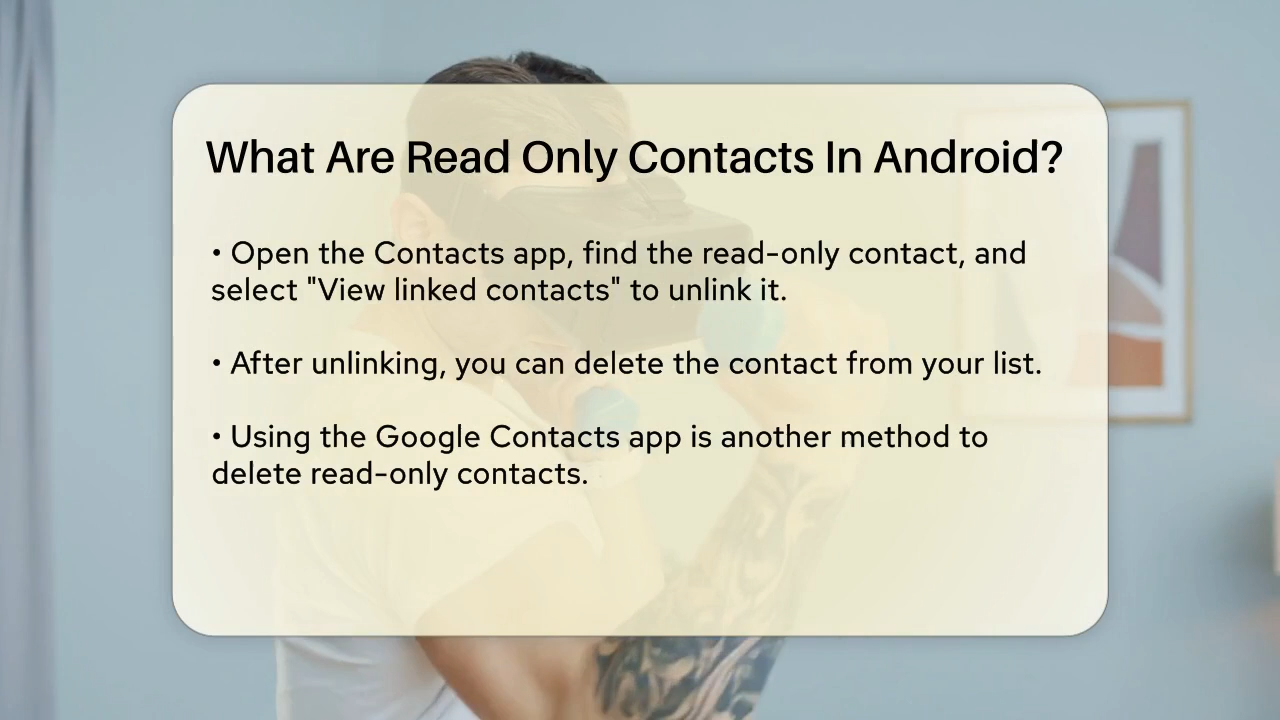 What Are Read Only Contacts In Android?
• Open the Contacts app, find the read-only contact, and
select "View linked contacts" to unlink it.
• After unlinking, you can delete the contact from your list.
• Using the Google Contacts app is another method to
delete read-only contacts.